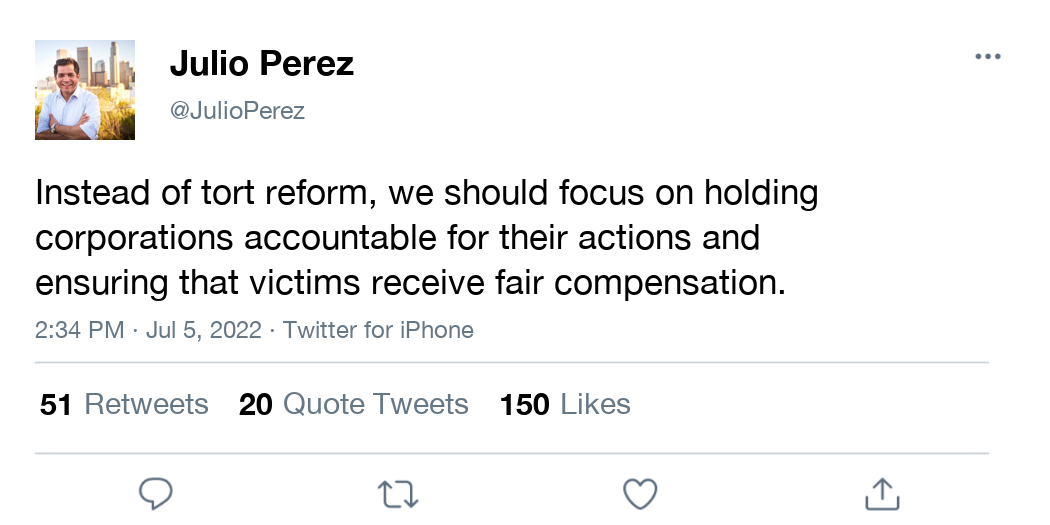 Julio Perez
@JulioPerez
Instead of tort reform, we should focus on holding
corporations accountable for their actions and
ensuring that victims receive fair compensation.
2:34 PM · Jul 5, 2022 · Twitter for iPhone
51 Retweets 20 Quote Tweets 150 Likes